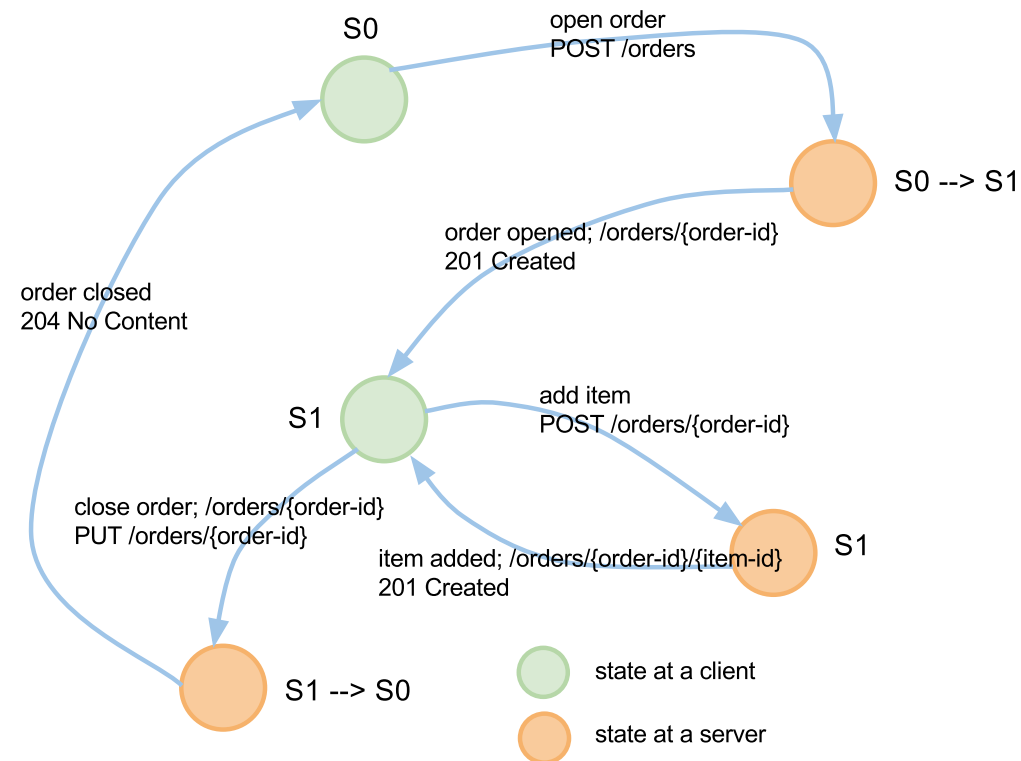 S0
open order
POST /orders
S0 --> S1
order opened; /orders/{order-id}
201 Created
order closed
204 No Content
S1
add item
POST /orders/{order-id}
close order; /orders/{order-id}
PUT /orders/{order-id}
S1
item added; /orders/{order-id}/{item-id}
201 Created
S1 --> S0
state at a client
state at a server